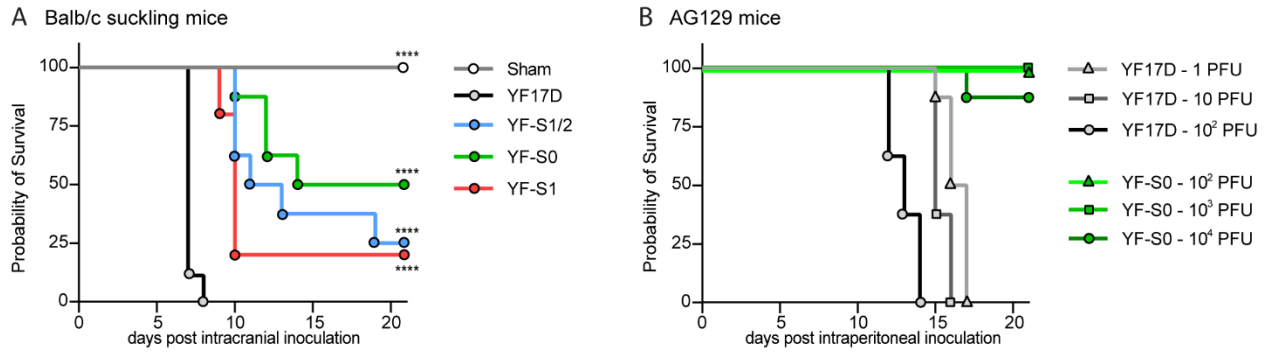 A Balb/c suckling mice
Probability of Survival
100
75
50
25
0
0 5 10 15 20
days post intracranial inoculation
****
****
****
****
Sham
YF17D
YF-S1/2
YF-S0
YF-S1
B AG129 mice
Probability of Survival
100
75
50
25
0
0 5 10 15 20
days post intraperitoneal inoculation
YF17D - 1 PFU
YF17D - 10 PFU
YF17D - 10² PFU
YF-S0 - 10² PFU
YF-S0 - 10³ PFU
YF-S0 - 10⁴ PFU